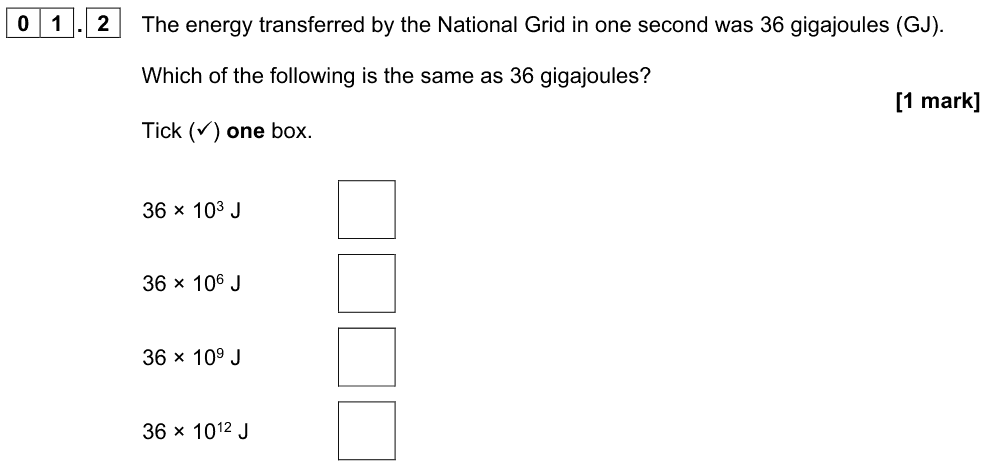 0 1 . 2 The energy transferred by the National Grid in one second was 36 gigajoules (GJ).
Which of the following is the same as 36 gigajoules?
[1 mark]
Tick (✓) one box.
36 × 10³ J
36 × 10⁶ J
36 × 10⁹ J
36 × 10¹² J